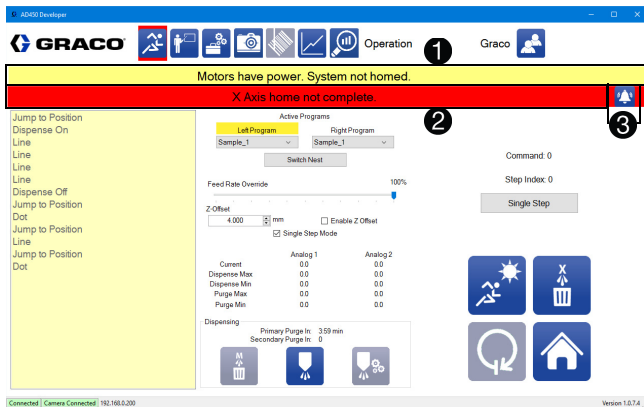 AD450 Developer
GRACO
Operation
1
Graco
Motors have power. System not homed.
X Axis home not complete.
2
3
Jump to Position
Dispense On
Line
Line
Line
Line
Dispense Off
Jump to Position
Dot
Jump to Position
Line
Jump to Position
Dot
Active Programs
Left Program Right Program
Sample_1 Sample_1
Switch Nest
Feed Rate Override 100%
Z-Offset
4.000 mm Enable Z Offset
Single Step Mode
Analog 1 Analog 2
Current 0.0 0.0
Dispense Max 0.0 0.0
Dispense Min 0.0 0.0
Purge Max 0.0 0.0
Purge Min 0.0 0.0
Dispensing
Primary Purge In: 3.59 min
Secondary Purge In: 0
M
Command: 0
Step Index: 0
Single Step
X
Connected Camera Connected 192.168.0.200
Version 1.0.7.4